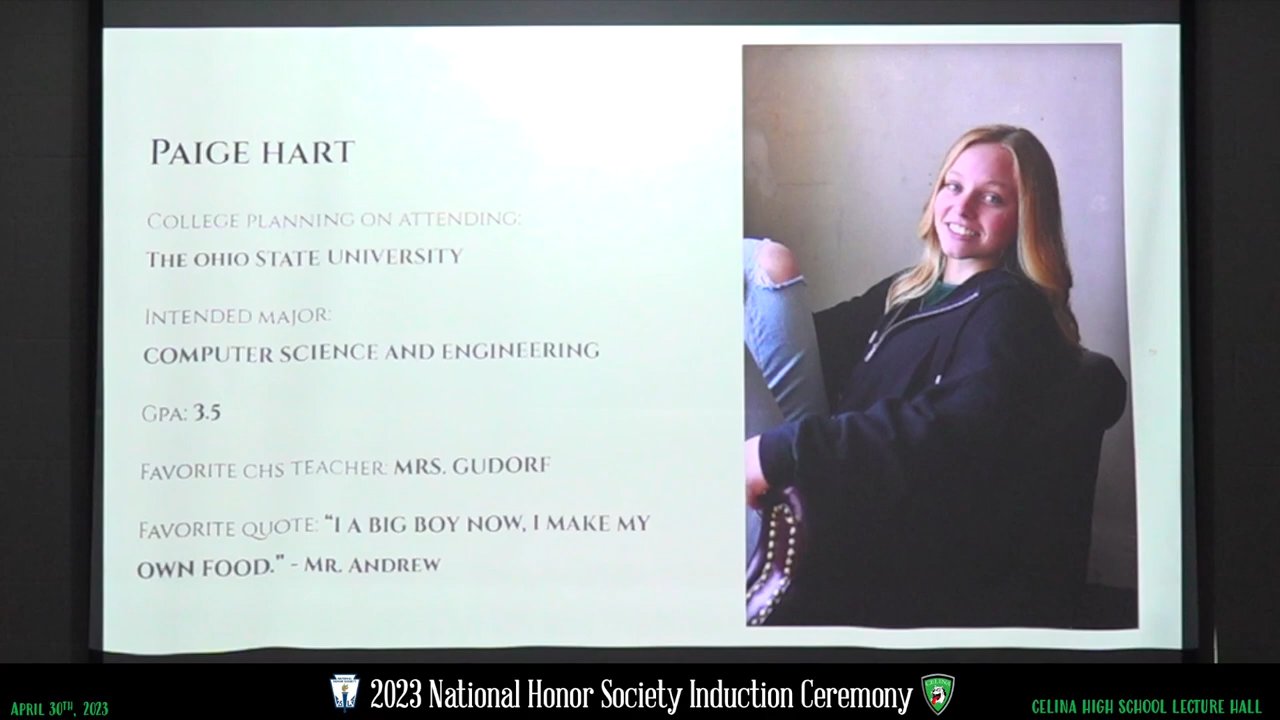 Paige Hart
College planning on attending:
The Ohio State University
Intended major:
Computer Science and Engineering
Gpa: 3.5
Favorite CHS teacher: Mrs. Gudorf
Favorite quote: “I a big boy now, I make my
own food.” - Mr. Andrew
2023 National Honor Society Induction Ceremony
CELINA
April 30th, 2023
Celina High School Lecture Hall